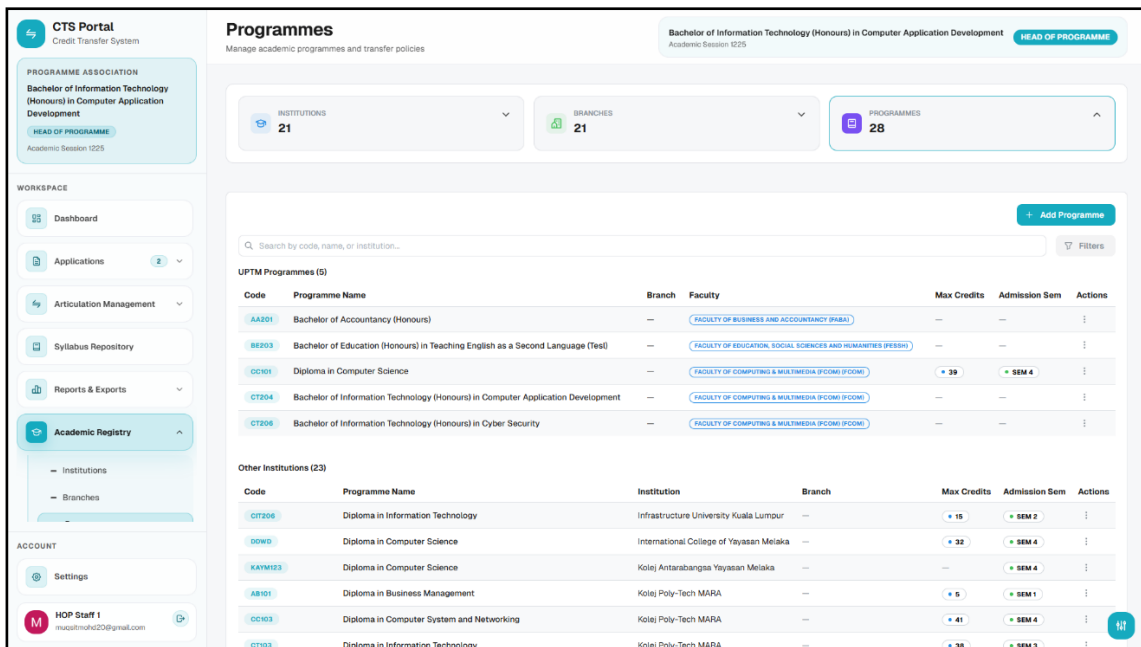 CTS Portal
Credit Transfer System
PROGRAMME ASSOCIATION
Bachelor of Information Technology
(Honours) in Computer Application
Development
HEAD OF PROGRAMME
Academic Session 1225
WORKSPACE
Dashboard
Applications 2
Articulation Management
Syllabus Repository
Reports & Exports
Academic Registry
Institutions
Branches
ACCOUNT
Settings
M
HOP Staff 1
muqsitmohd20@gmail.com
Programmes
Manage academic programmes and transfer policies
Bachelor of Information Technology (Honours) in Computer Application Development
Academic Session 1225
HEAD OF PROGRAMME
INSTITUTIONS
21
BRANCHES
21
PROGRAMMES
28
+ Add Programme
Search by code, name, or institution...
Filters
UPTM Programmes (5)
Code Programme Name Branch Faculty Max Credits Admission Sem Actions
AA201 Bachelor of Accountancy (Honours) — FACULTY OF BUSINESS AND ACCOUNTANCY (FABA) — —
BE203 Bachelor of Education (Honours) in Teaching English as a Second Language (Tesl) — FACULTY OF EDUCATION, SOCIAL SCIENCES AND HUMANITIES (FESSH) — —
CC101 Diploma in Computer Science — FACULTY OF COMPUTING & MULTIMEDIA (FCOM) (FCOM) 39 SEM 4
CT204 Bachelor of Information Technology (Honours) in Computer Application Development — FACULTY OF COMPUTING & MULTIMEDIA (FCOM) (FCOM) — —
CT206 Bachelor of Information Technology (Honours) in Cyber Security — FACULTY OF COMPUTING & MULTIMEDIA (FCOM) (FCOM) — —
Other Institutions (23)
Code Programme Name Institution Branch Max Credits Admission Sem Actions
CIT206 Diploma in Information Technology Infrastructure University Kuala Lumpur — 15 SEM 2
DDWD Diploma in Computer Science International College of Yayasan Melaka — 32 SEM 4
KAYM123 Diploma in Computer Science Kolej Antarabangsa Yayasan Melaka — — SEM 4
AB101 Diploma in Business Management Kolej Poly-Tech MARA — 5 SEM 1
CC103 Diploma in Computer System and Networking Kolej Poly-Tech MARA — 41 SEM 4
CT103 Diploma in Information Technology Kolej Poly-Tech MARA — 38 SEM 3